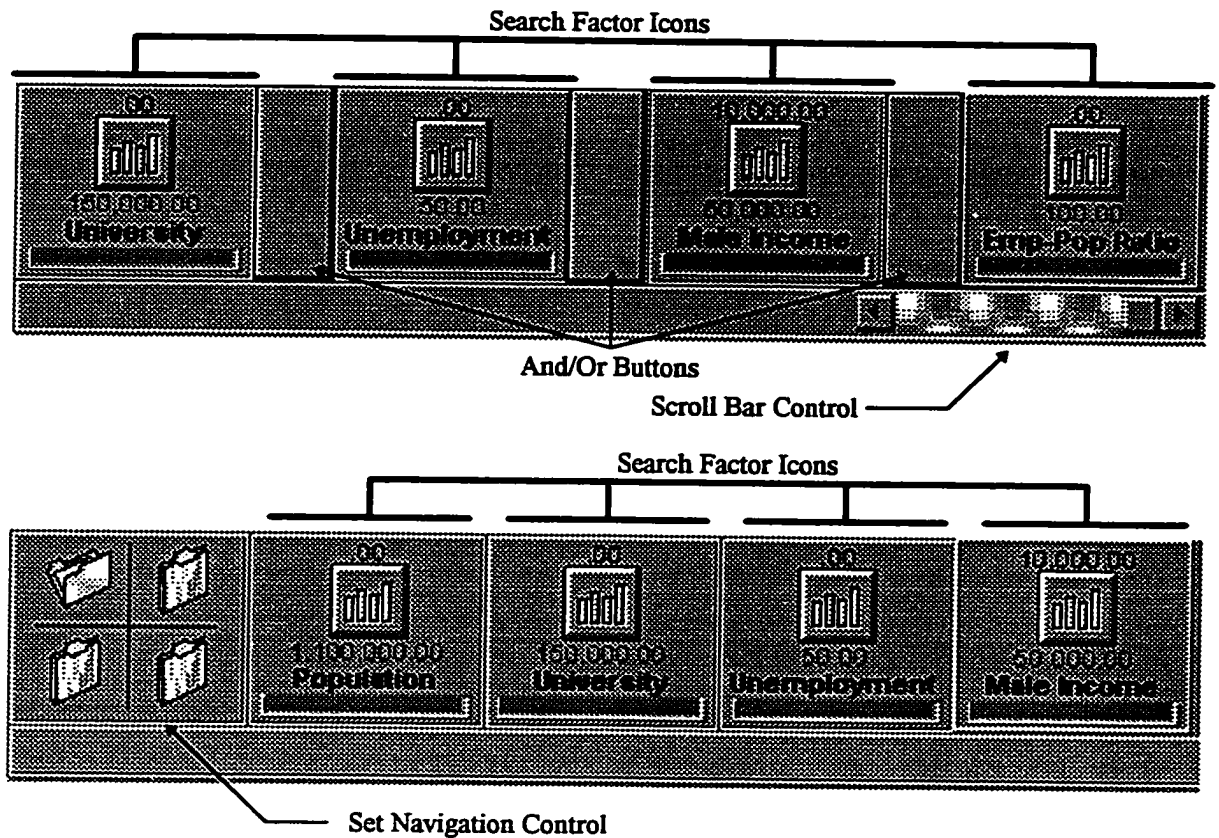 Search Factor Icons
00 00 10,000.00 00
150,000.00 50.00 50,000.00 100.00
University Unemployment Male Income Emp-Pop Ratio
And/Or Buttons
Scroll Bar Control
Search Factor Icons
00 00 00 10,000.00
1,100,000.00 150,000.00 50.00 50,000.00
Population University Unemployment Male Income
Set Navigation Control